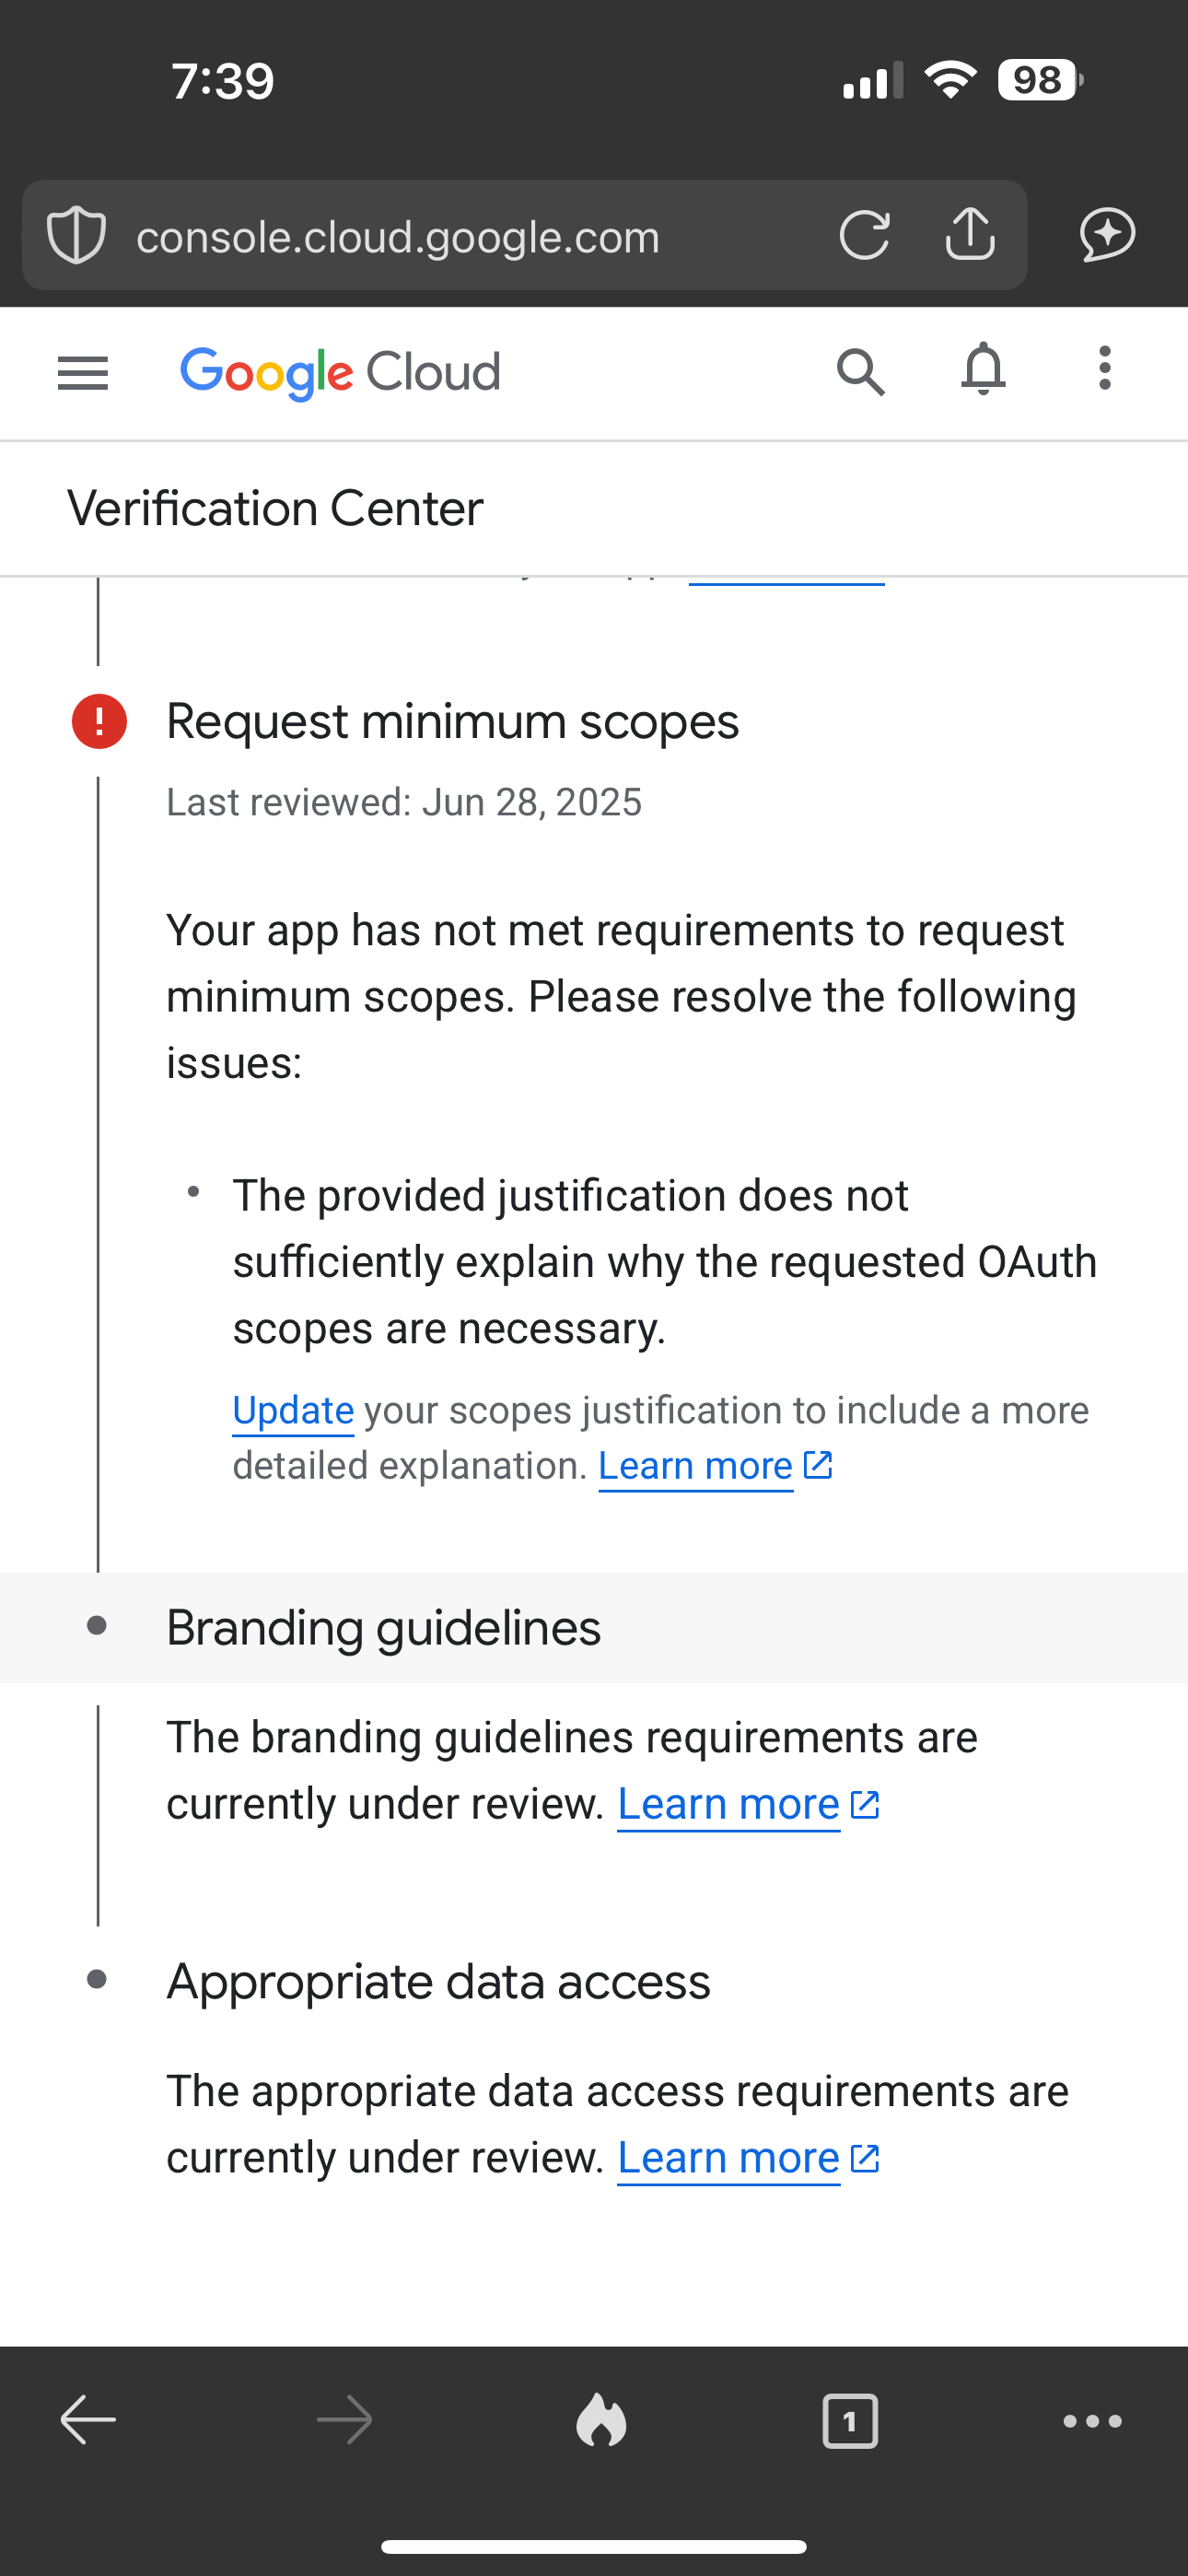 7:39
98
console.cloud.google.com
Google Cloud
Verification Center
Request minimum scopes
Last reviewed: Jun 28, 2025
Your app has not met requirements to request
minimum scopes. Please resolve the following
issues:
• The provided justification does not
sufficiently explain why the requested OAuth
scopes are necessary.
Update your scopes justification to include a more
detailed explanation. Learn more
Branding guidelines
The branding guidelines requirements are
currently under review. Learn more
Appropriate data access
The appropriate data access requirements are
currently under review. Learn more
1